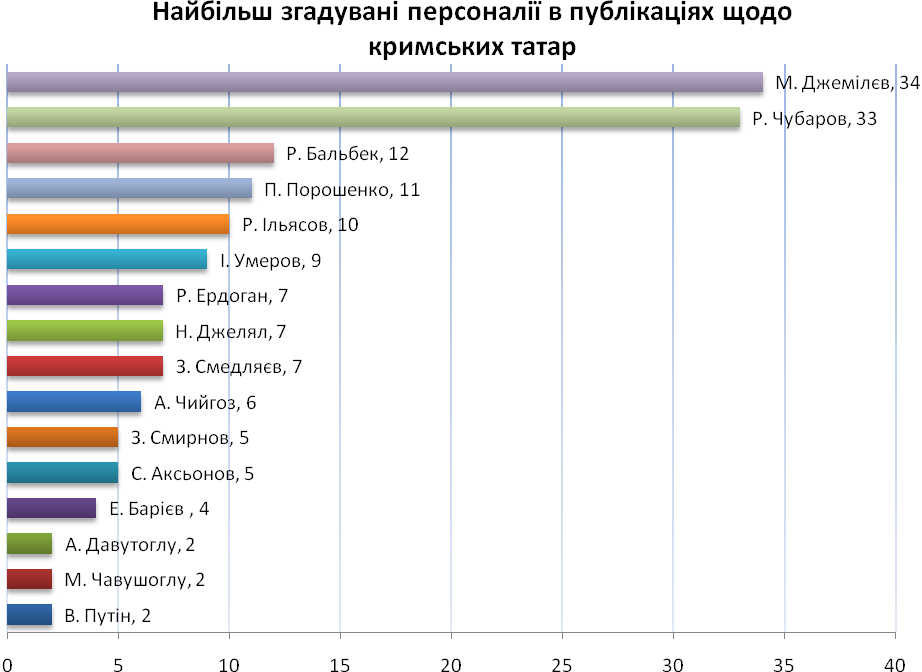 Найбільш згадувані персоналії в публікаціях щодо
кримських татар
М. Джемілєв, 34
Р. Чубаров, 33
Р. Бальбек, 12
П. Порошенко, 11
Р. Ільясов, 10
І. Умеров, 9
Р. Ердоган, 7
Н. Джелял, 7
З. Смедляєв, 7
А. Чийгоз, 6
З. Смирнов, 5
С. Аксьонов, 5
Е. Барієв , 4
А. Давутоглу, 2
М. Чавушоглу, 2
В. Путін, 2
0 5 10 15 20 25 30 35 40